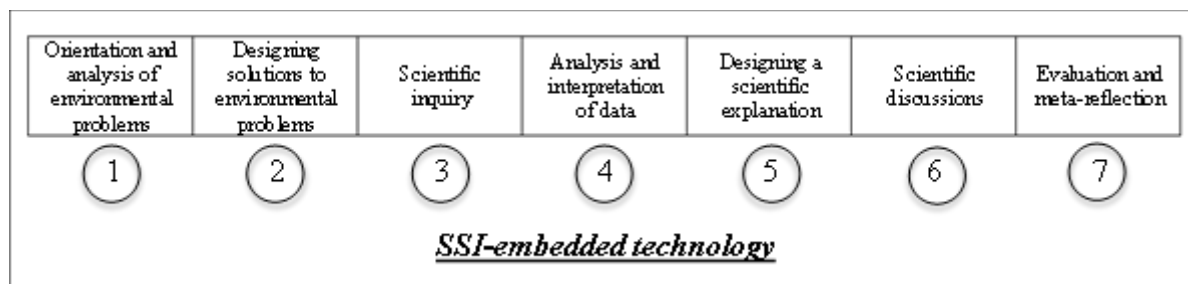 Orientation and
analysis of
environmental
problems
Designing
solutions to
environmental
problems
Scientific
inquiry
Analysis and
interpretation
of data
Designing a
scientific
explanation
Scientific
discussions
Evaluation and
meta-reflection
1
2
3
4
5
6
7
SSI-embedded technology